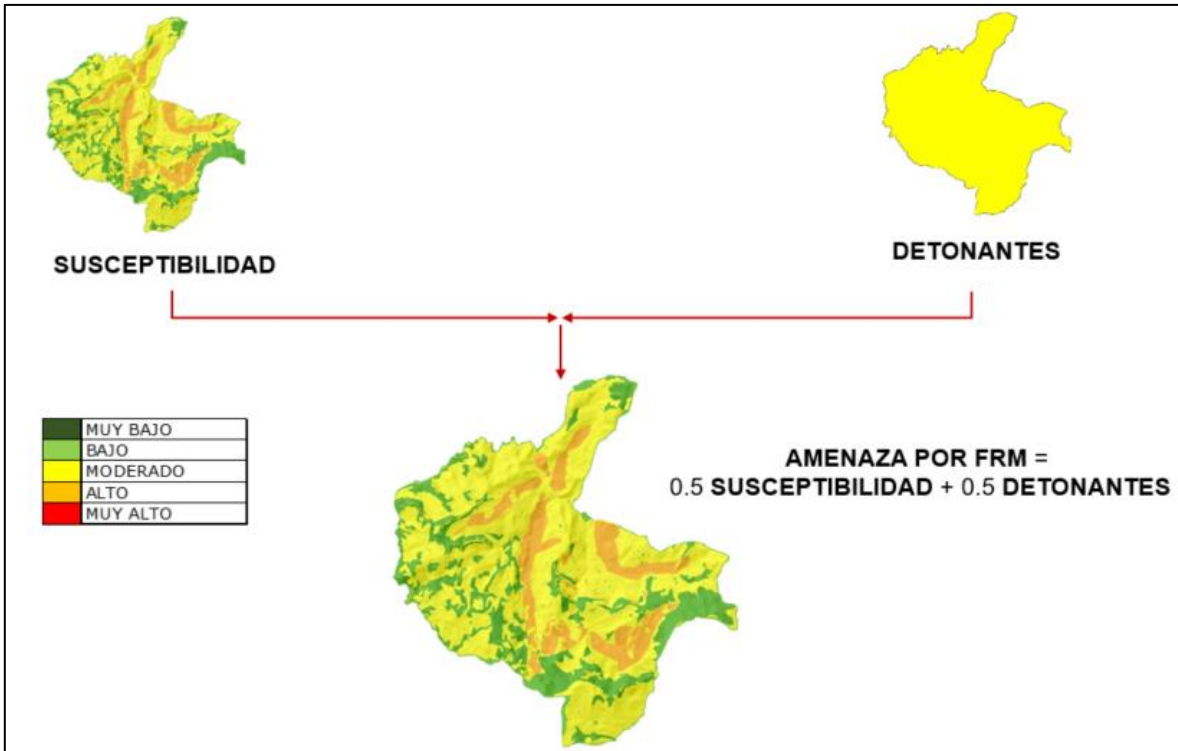 SUSCEPTIBILIDAD
DETONANTES
MUY BAJO
BAJO
MODERADO
ALTO
MUY ALTO
AMENAZA POR FRM =
0.5 SUSCEPTIBILIDAD + 0.5 DETONANTES